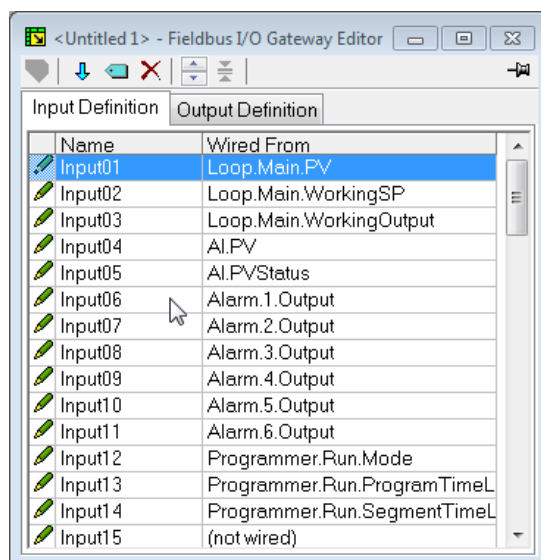 <Untitled 1> - Fieldbus I/O Gateway Editor
Input Definition Output Definition
Name Wired From
Input01 Loop.Main.PV
Input02 Loop.Main.WorkingSP
Input03 Loop.Main.WorkingOutput
Input04 AI.PV
Input05 AI.PVStatus
Input06 Alarm.1.Output
Input07 Alarm.2.Output
Input08 Alarm.3.Output
Input09 Alarm.4.Output
Input10 Alarm.5.Output
Input11 Alarm.6.Output
Input12 Programmer.Run.Mode
Input13 Programmer.Run.ProgramTimeL
Input14 Programmer.Run.SegmentTimeL
Input15 (not wired)